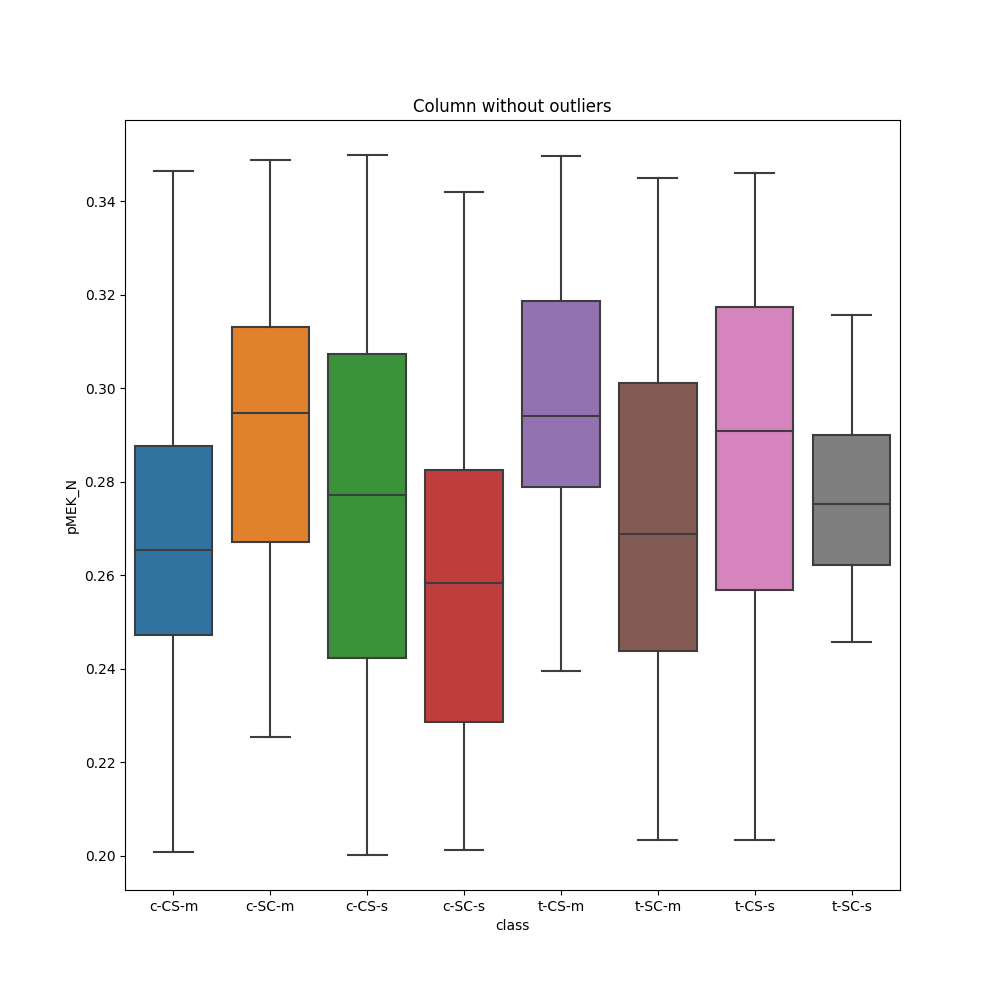 Column without outliers
pMEK_N
0.34
0.32
0.30
0.28
0.26
0.24
0.22
0.20
c-CS-m c-SC-m c-CS-s c-SC-s t-CS-m t-SC-m t-CS-s t-SC-s
class